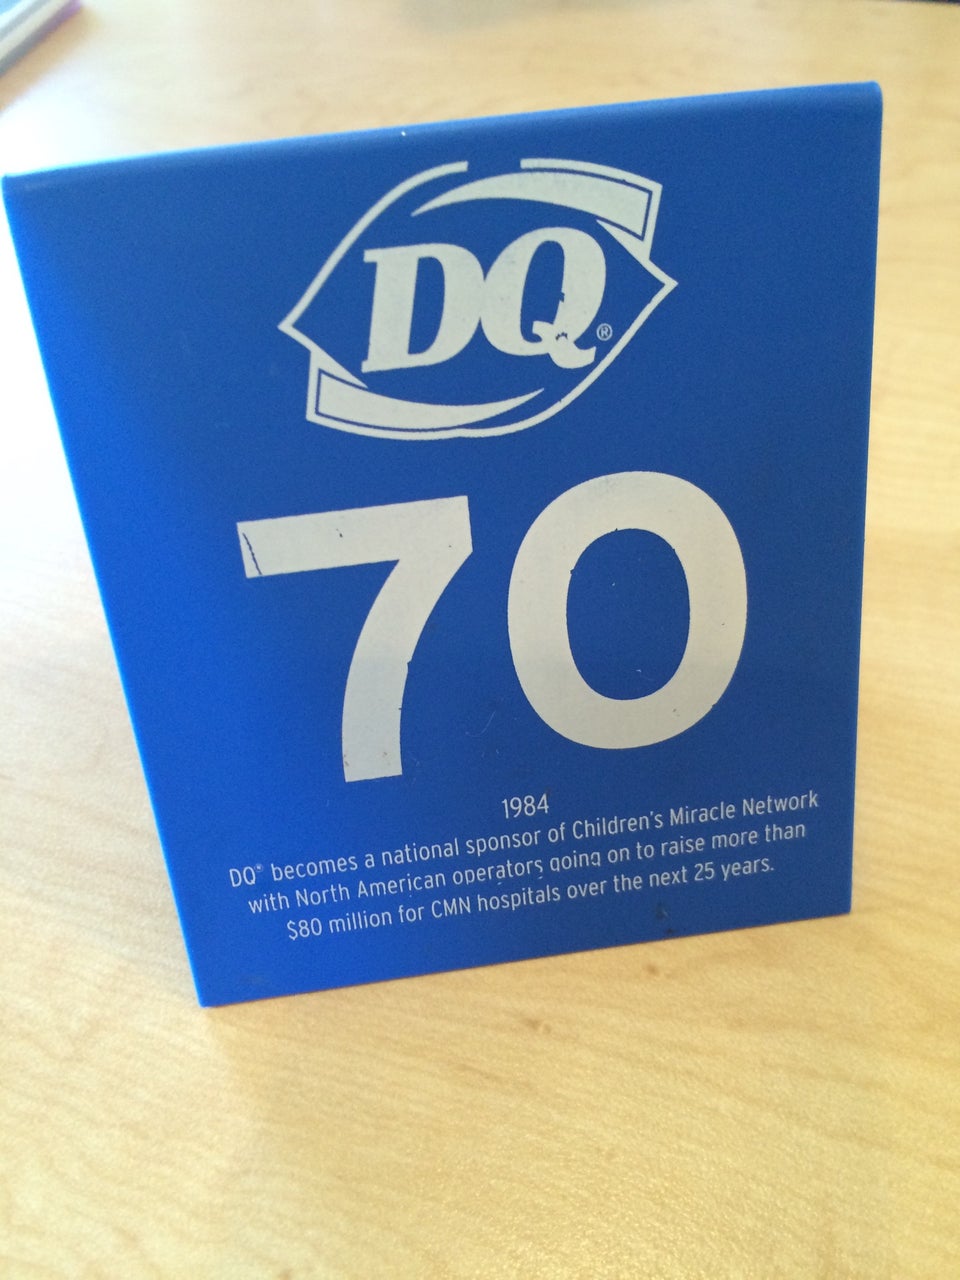 DQ®
70
1984
DQ® becomes a national sponsor of Children's Miracle Network
with North American operators going on to raise more than
$80 million for CMN hospitals over the next 25 years.